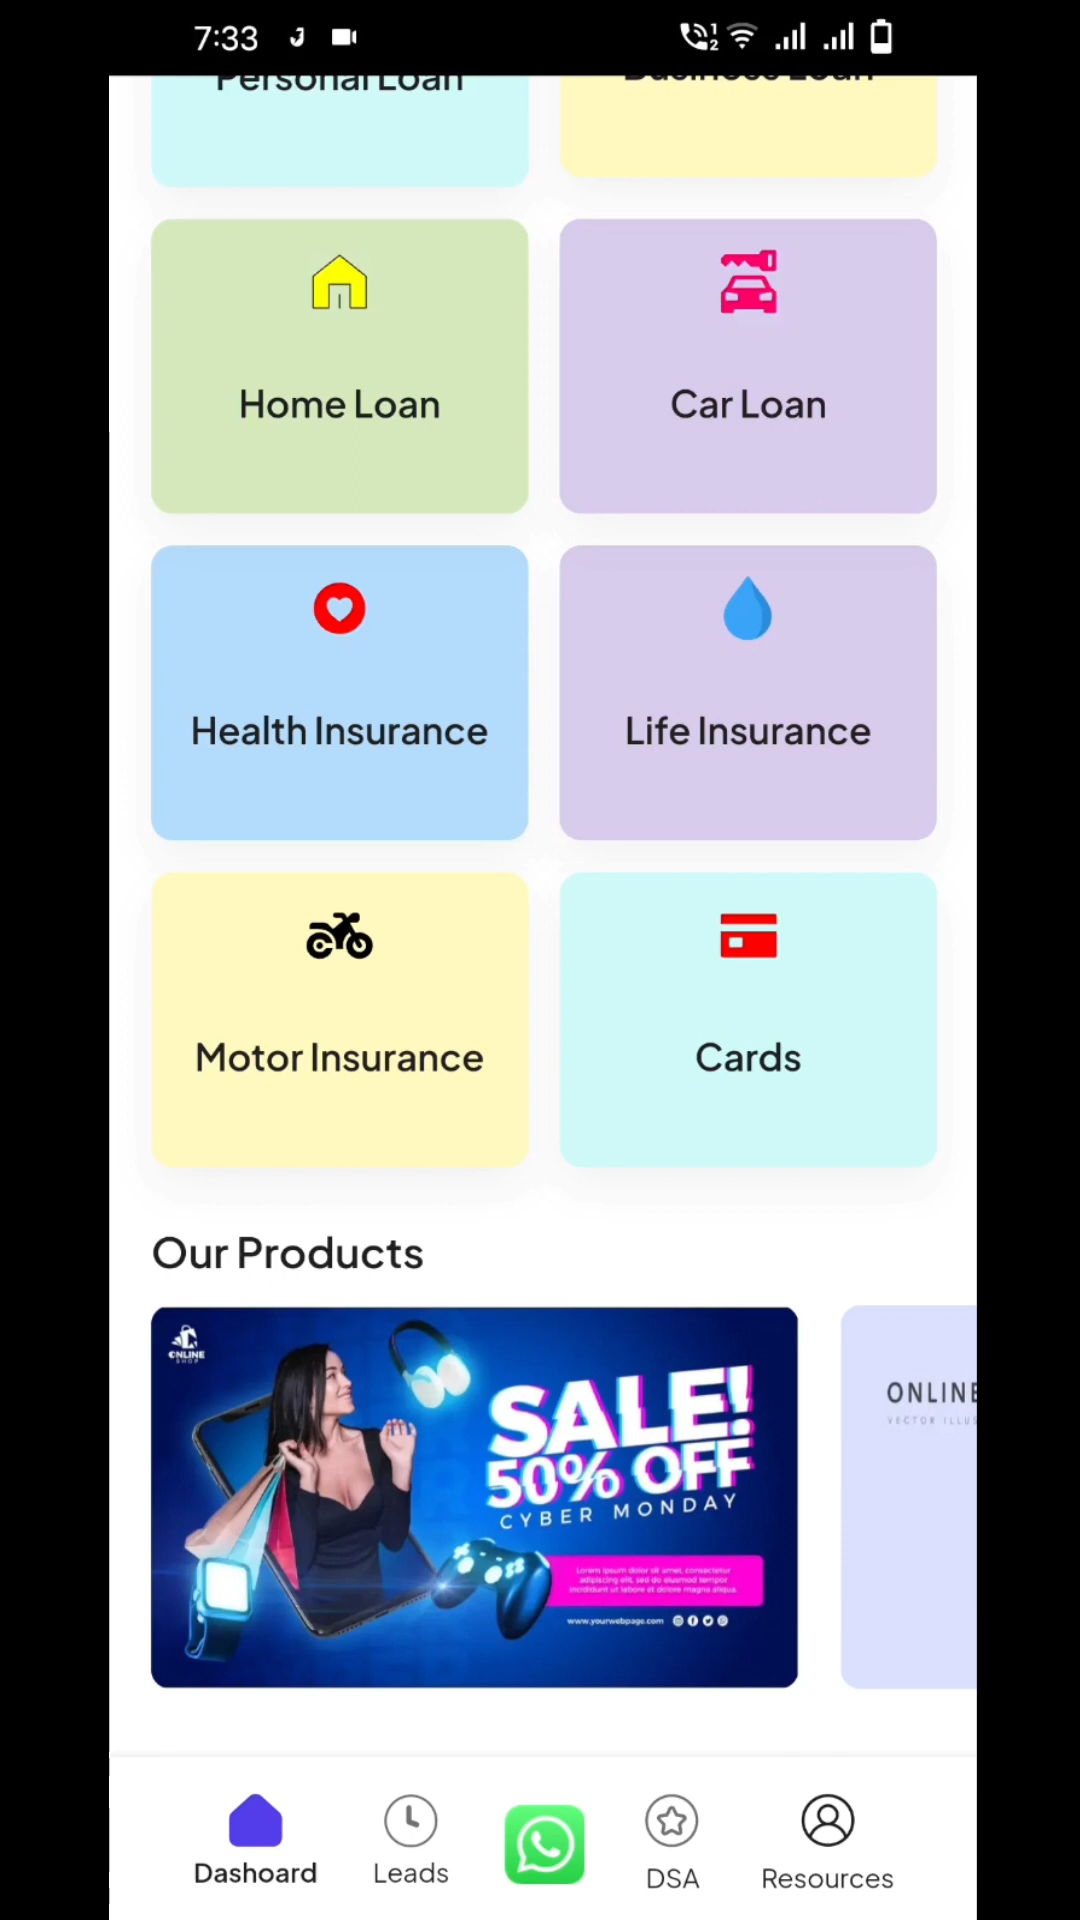 7:33
Personal Loan
Business Loan
Home Loan
Car Loan
Health Insurance
Life Insurance
Motor Insurance
Cards
Our Products
ONLINE
SHOP
SALE!
50% OFF
CYBER MONDAY
Lorem ipsum dolor sit amet, consectetur
adipiscing elit, sed do eiusmod tempor
incididunt ut labore et dolore magna aliqua.
www.yourwebpage.com
ONLINE
VECTOR ILLUS
Dashoard
Leads
DSA
Resources